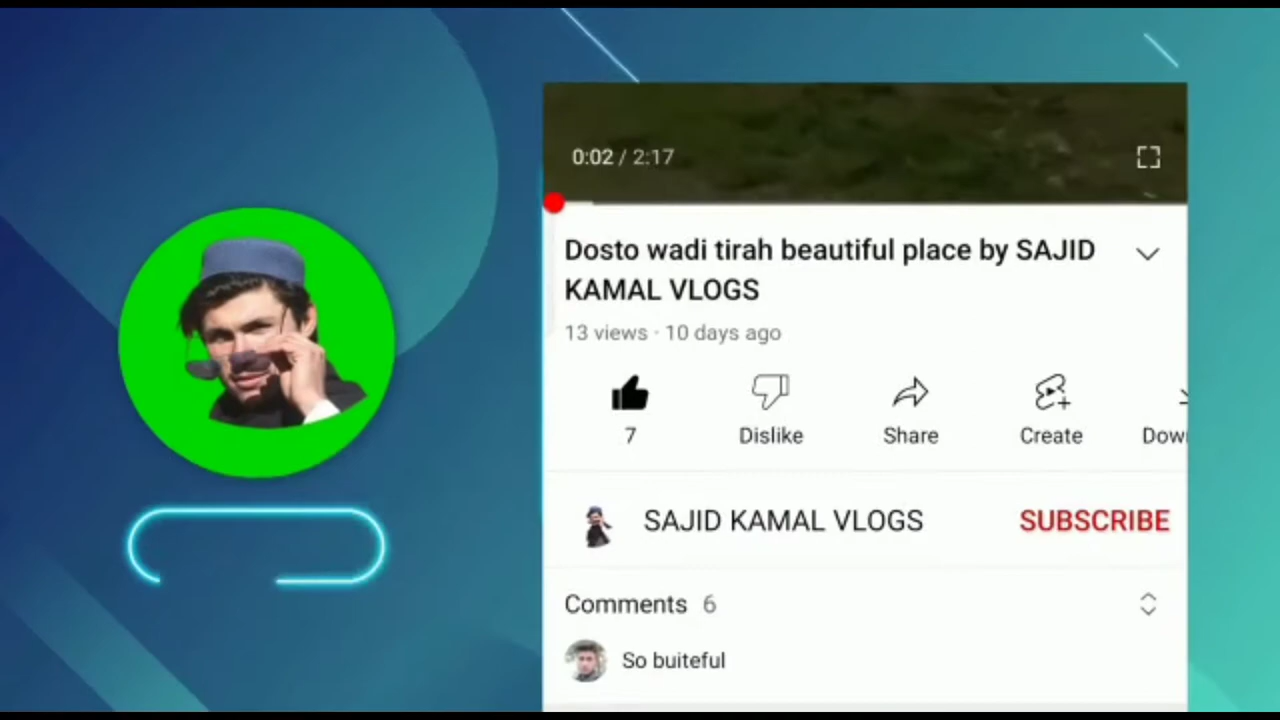 0:02 / 2:17
Dosto wadi tirah beautiful place by SAJID
KAMAL VLOGS
13 views · 10 days ago
7 Dislike Share Create Dow
SAJID KAMAL VLOGS SUBSCRIBE
Comments 6
So buiteful